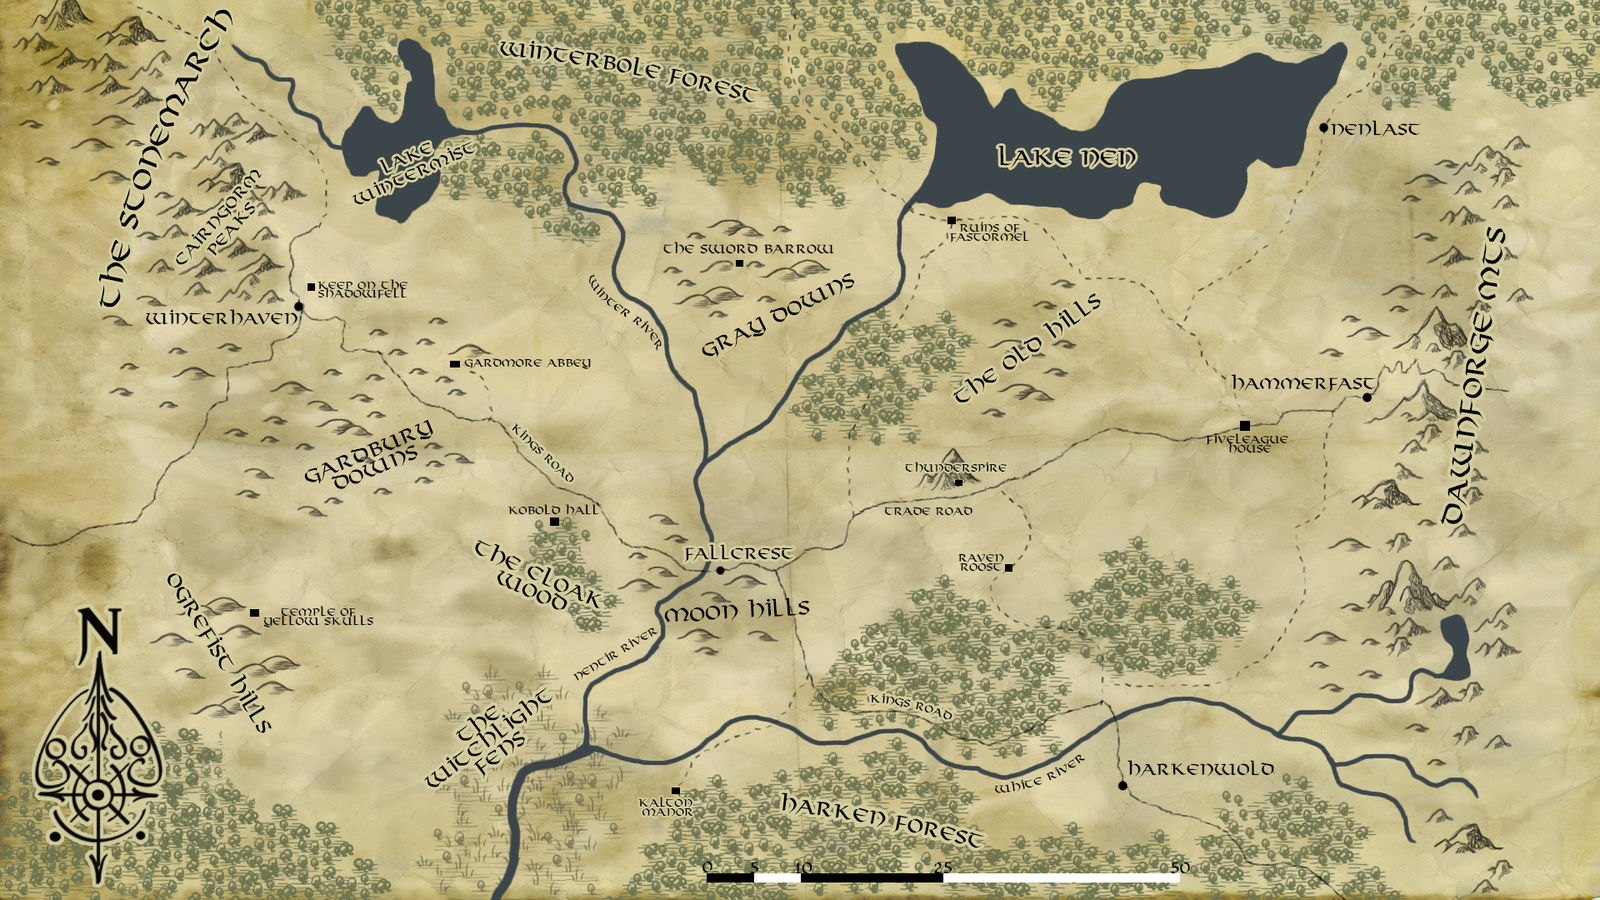 THE STONEMARCH
WINTERBOLE FOREST
NENLAST
LAKE
WINTERMIST
LAKE NEN
CAIRNGORM
PEAKS
RUINS OF
FASTORMEL
THE SWORD BARROW
KEEP ON THE
SHADOWFELL
WINTERHAVEN
WINTER RIVER
GRAY DOWNS
THE OLD HILLS
DAWNFORGE MTS
GARDMORE ABBEY
HAMMERFAST
FIVELEAGUE
HOUSE
GARDBURY
DOWNS
KINGS ROAD
THUNDERSPIRE
TRADE ROAD
KOBOLD HALL
FALLCREST
RAVEN
ROOST
THE CLOAK
WOOD
MOON HILLS
OGREFIST HILLS
TEMPLE OF
YELLOW SKULLS
N
NENTIR RIVER
THE
WITCHLIGHT
FENS
KINGS ROAD
WHITE RIVER
HARKENWOLD
KALTON
MANOR
HARKEN FOREST
0 5 10 25 50